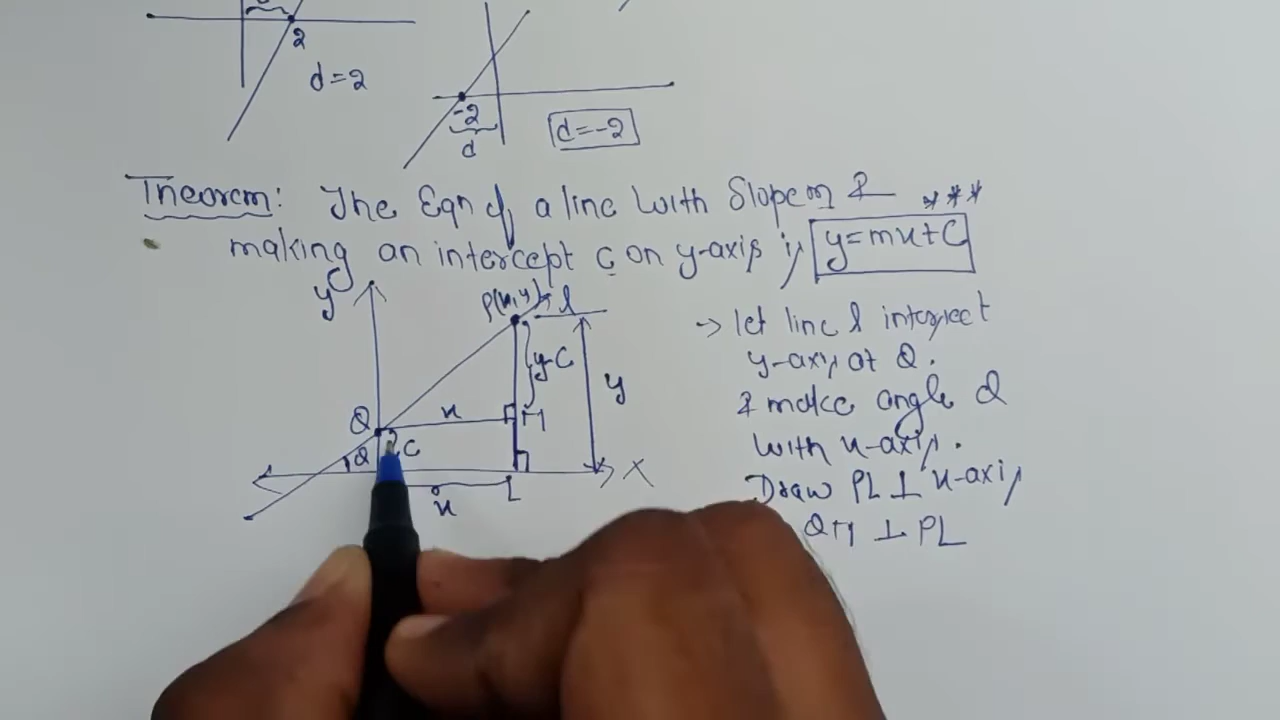 2
d=2
-2
d
d=-2
Theorem: The Eqn of a line with Slope m &
making an intercept C on y-axis is y=mx+C
***
y
P(x,y)
l
y-C
y
Q
x
M
C
α
X
x
L
→ let line l intersect
y-axis at Q.
& make angle α
with x-axis.
Draw PL ⊥ x-axis
QM ⊥ PL